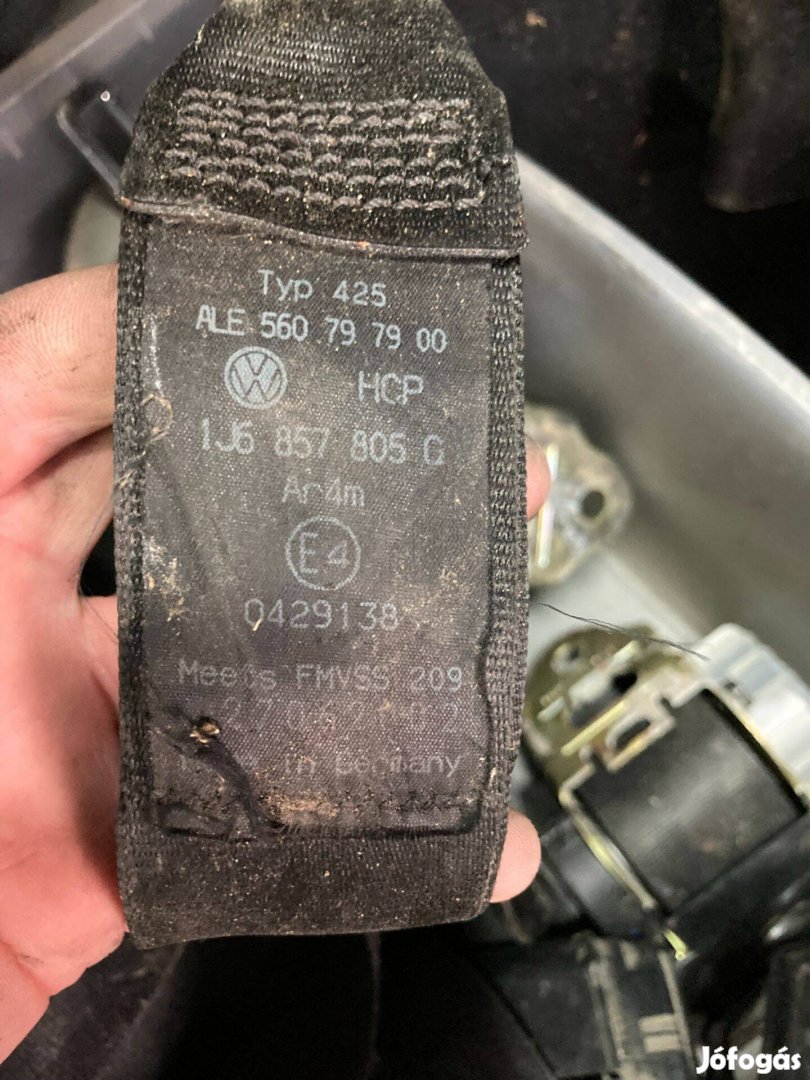 Typ 425
ALE 560 79 79 00
VW HCP
1J6 857 805 G
Ar4m
E4
0429138
Meets FMVSS 209
in Germany
Jófogás